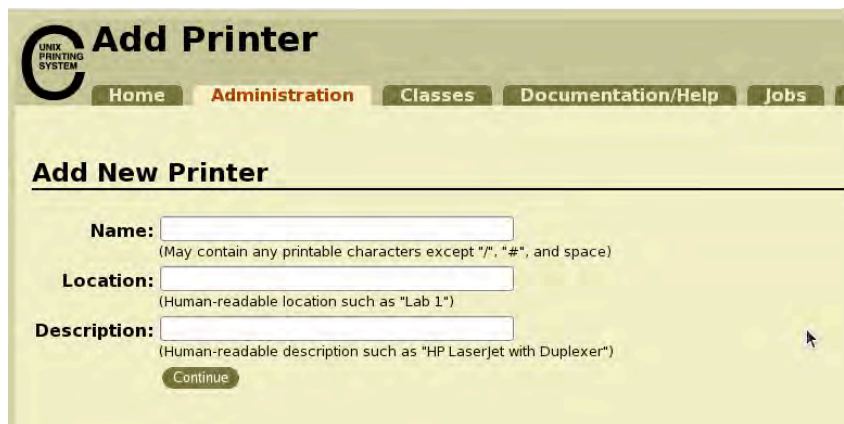 UNIX
PRINTING
SYSTEM
Add Printer
Home Administration Classes Documentation/Help Jobs
Add New Printer
Name:
(May contain any printable characters except "/", "#", and space)
Location:
(Human-readable location such as "Lab 1")
Description:
(Human-readable description such as "HP LaserJet with Duplexer")
Continue